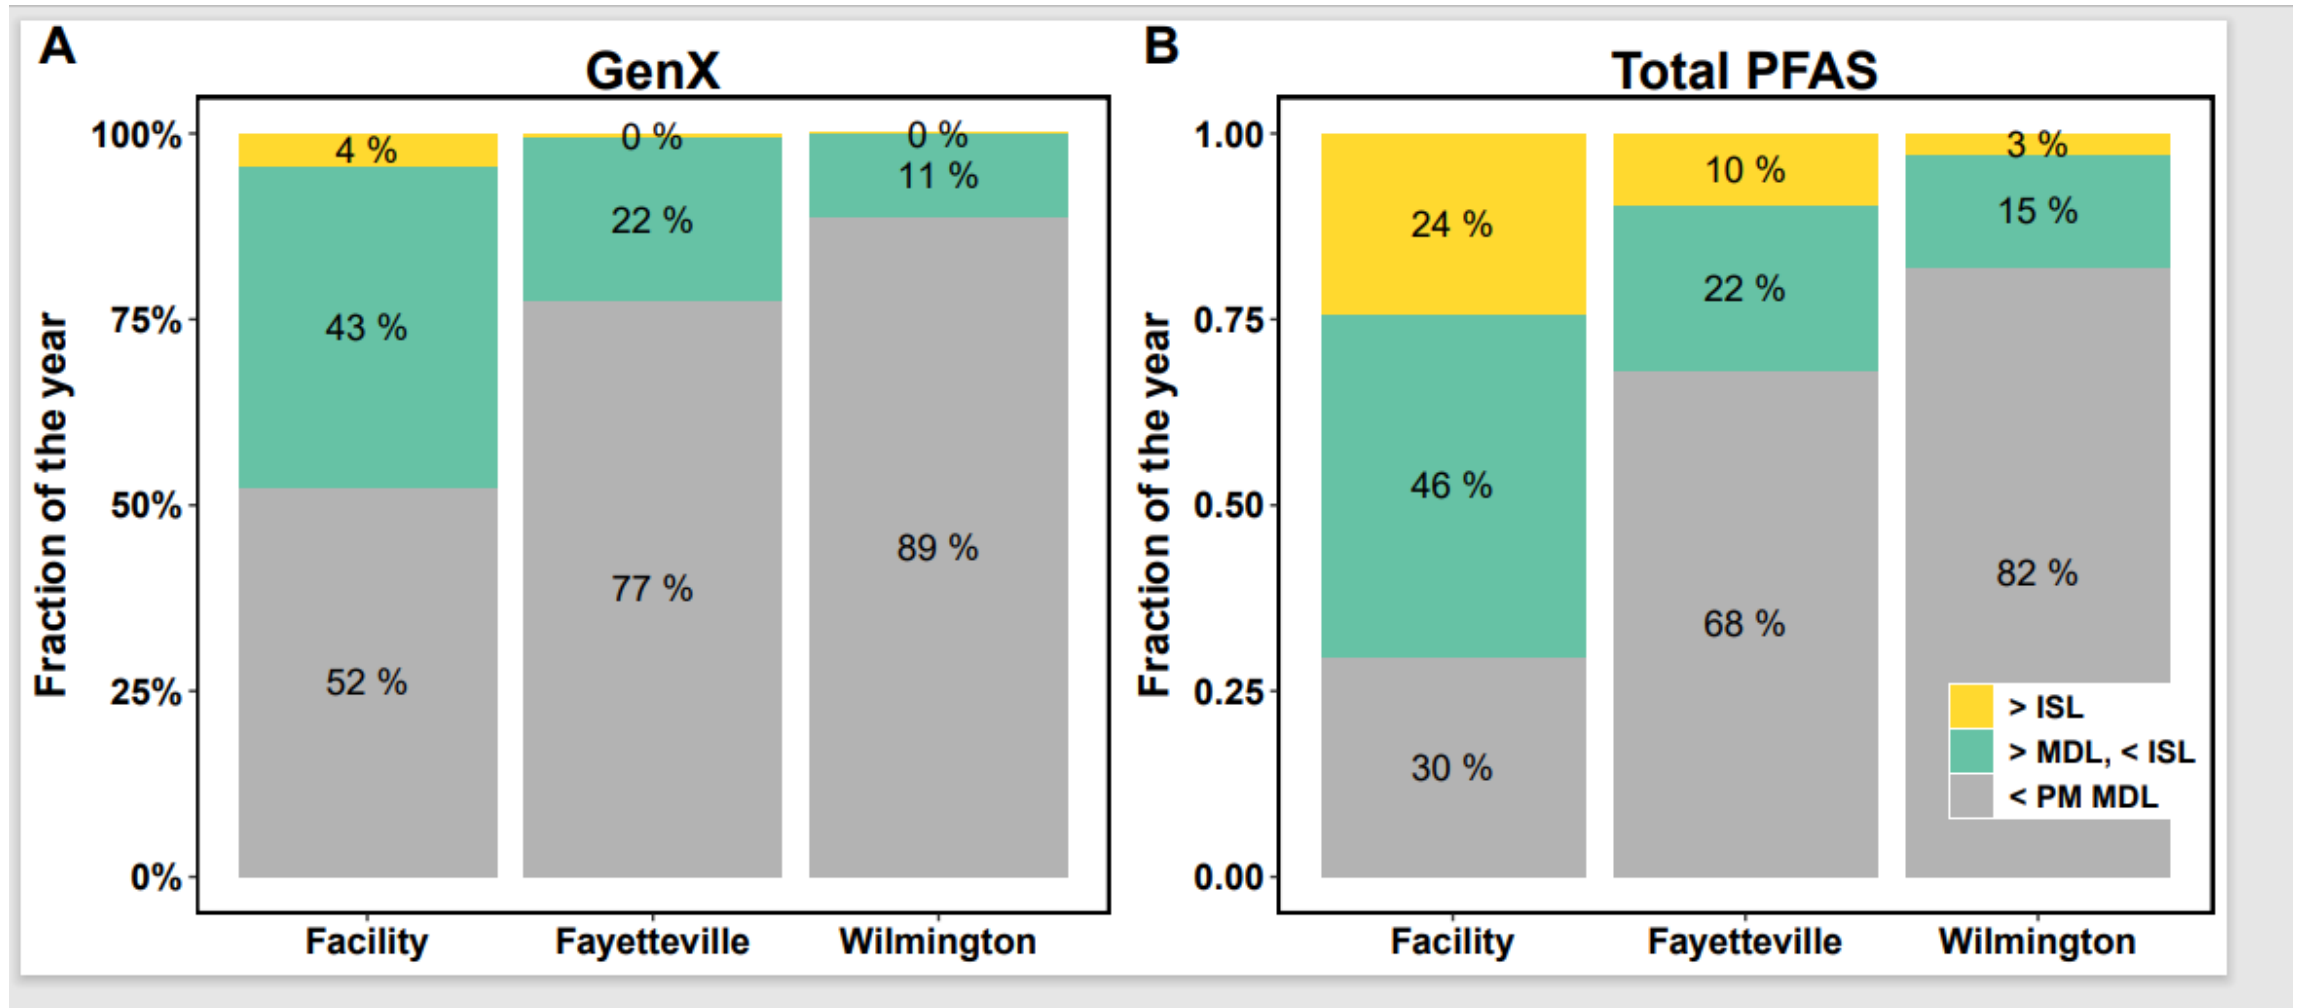 A
GenX
Fraction of the year
100%
75%
50%
25%
0%
4 %
43 %
52 %
0 %
22 %
77 %
0 %
11 %
89 %
Facility
Fayetteville
Wilmington
B
Total PFAS
Fraction of the year
1.00
0.75
0.50
0.25
0.00
24 %
46 %
30 %
10 %
22 %
68 %
3 %
15 %
82 %
> ISL
> MDL, < ISL
< PM MDL
Facility
Fayetteville
Wilmington